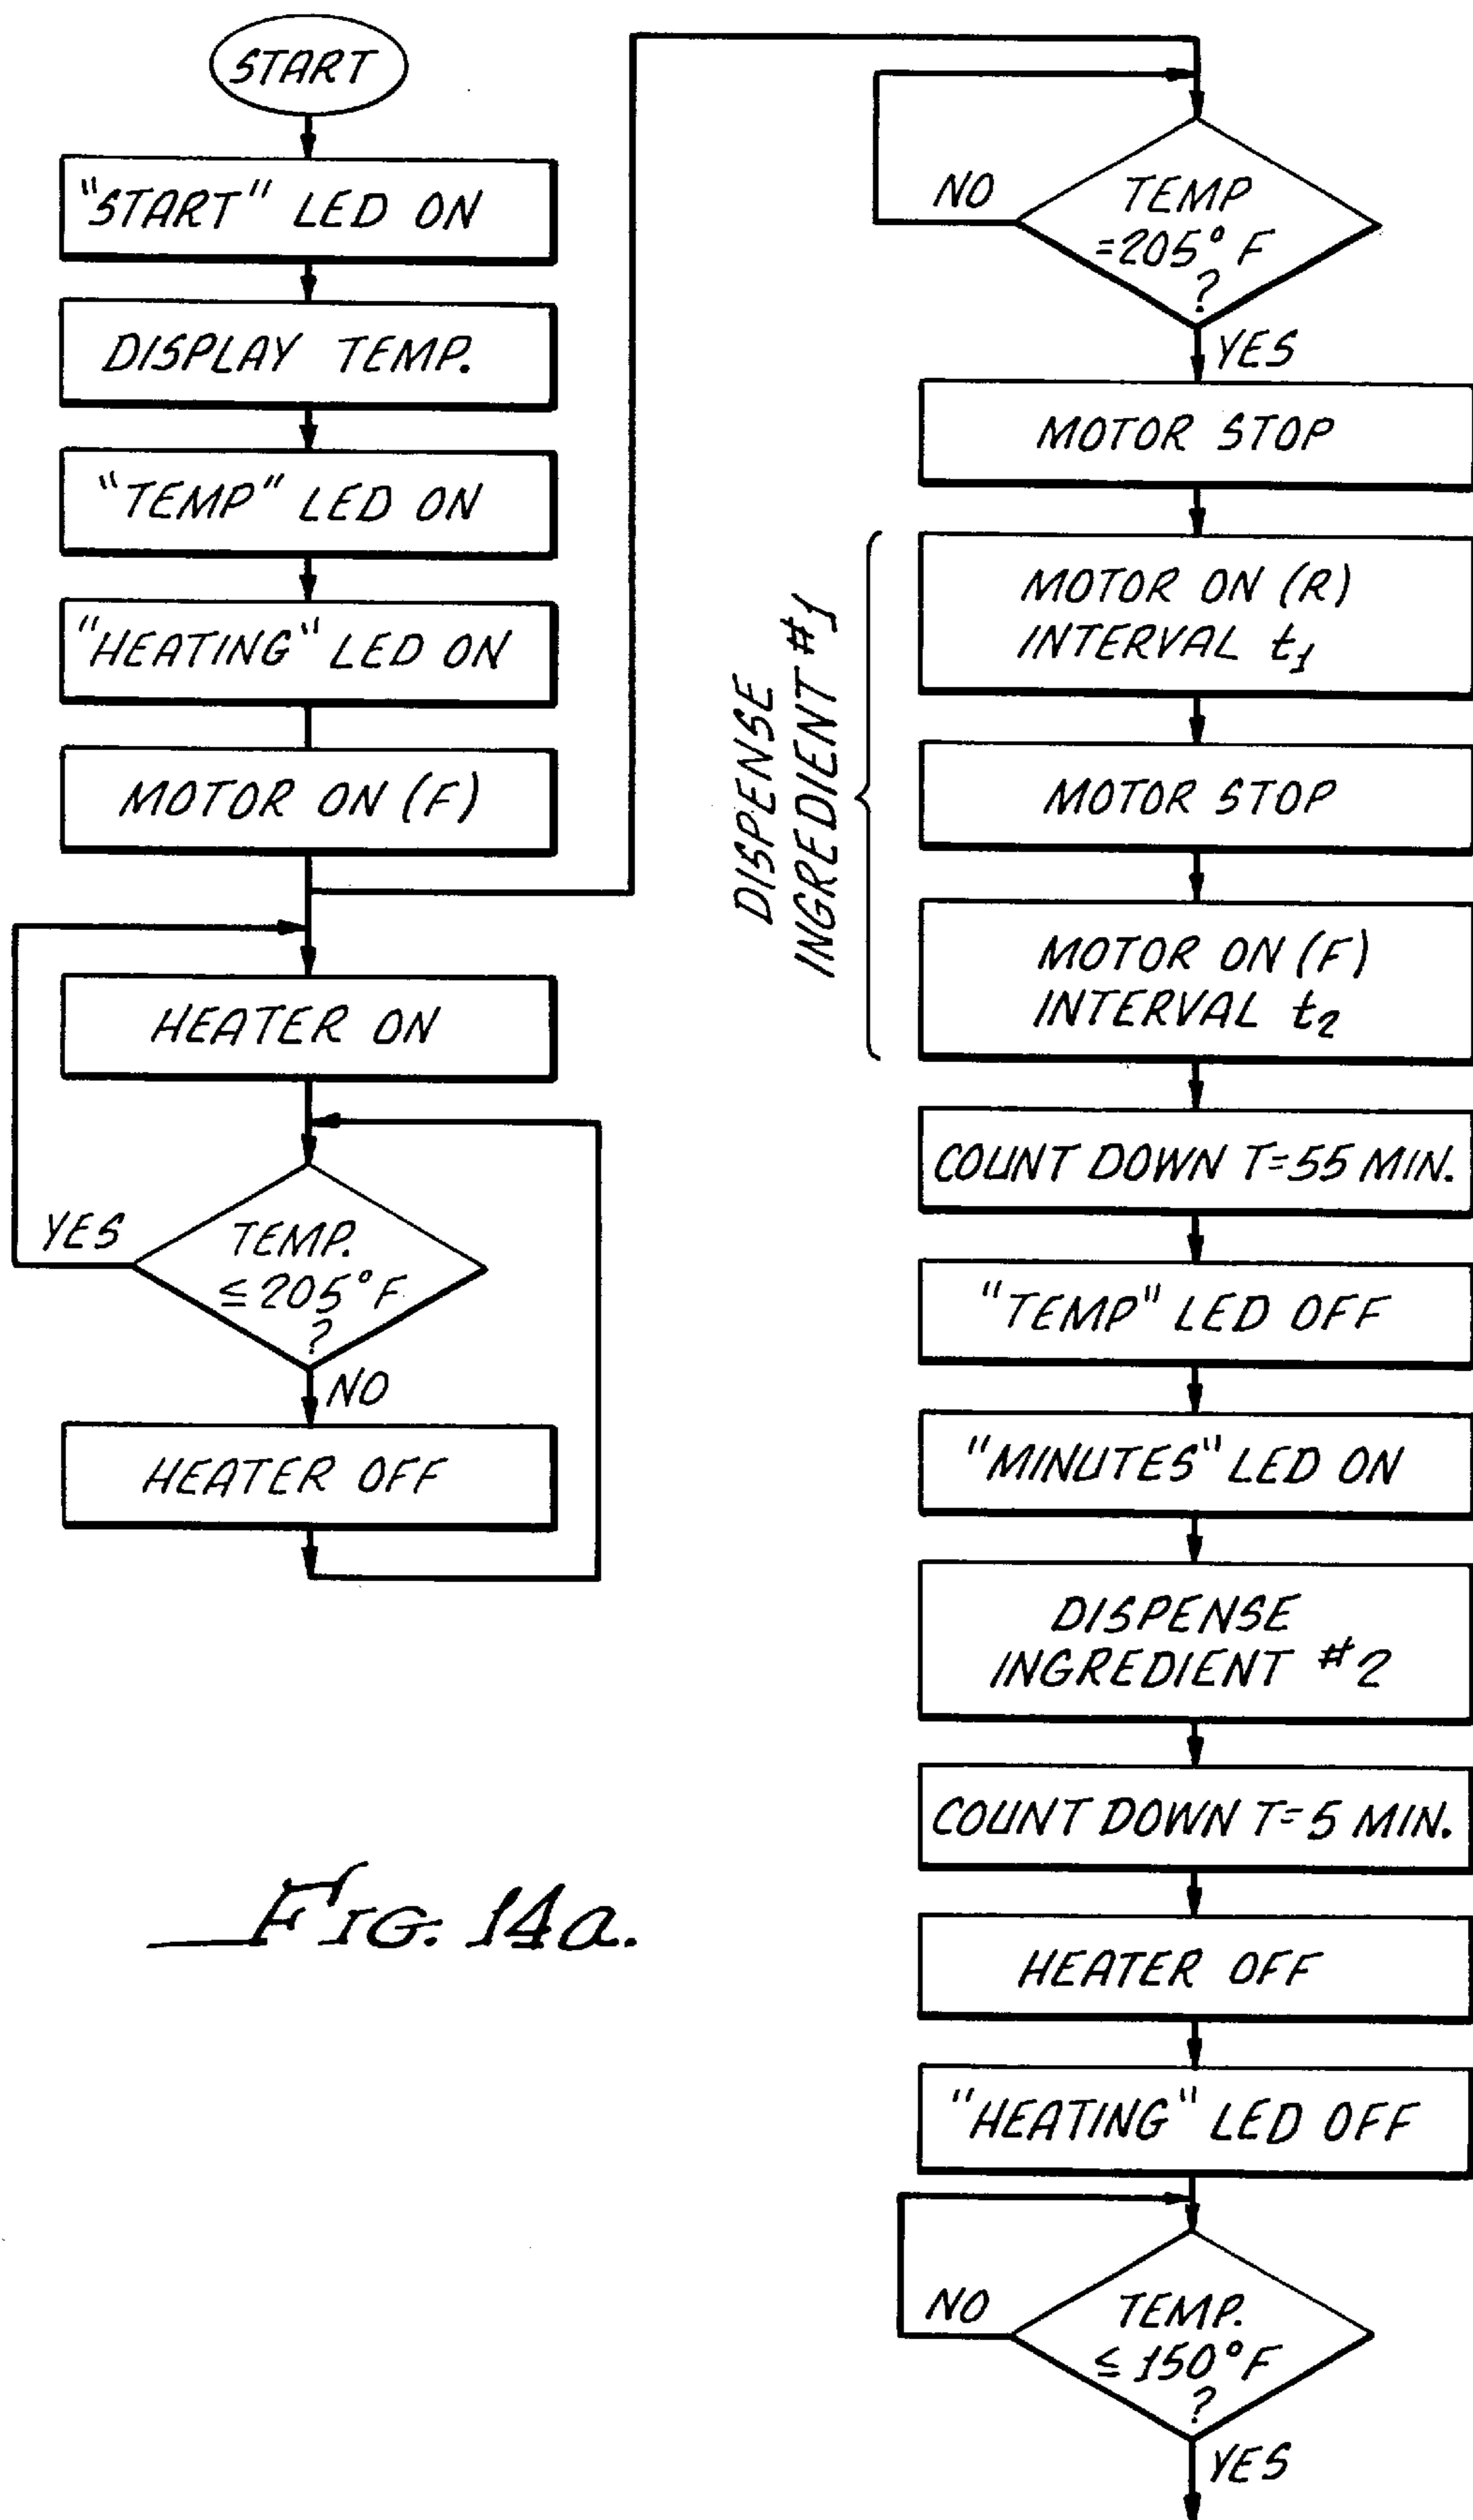 START
"START" LED ON
DISPLAY TEMP.
"TEMP" LED ON
"HEATING" LED ON
MOTOR ON (F)
HEATER ON
YES
TEMP.
≤ 205° F
?
NO
HEATER OFF
NO
TEMP
=205° F
?
YES
MOTOR STOP
DISPENSE
INGREDIENT #1
MOTOR ON (R)
INTERVAL t1
MOTOR STOP
MOTOR ON (F)
INTERVAL t2
COUNT DOWN T=55 MIN.
"TEMP" LED OFF
"MINUTES" LED ON
DISPENSE
INGREDIENT #2
COUNT DOWN T=5 MIN.
HEATER OFF
"HEATING" LED OFF
NO
TEMP.
≤ 150°F
?
YES
FIG. 14a.